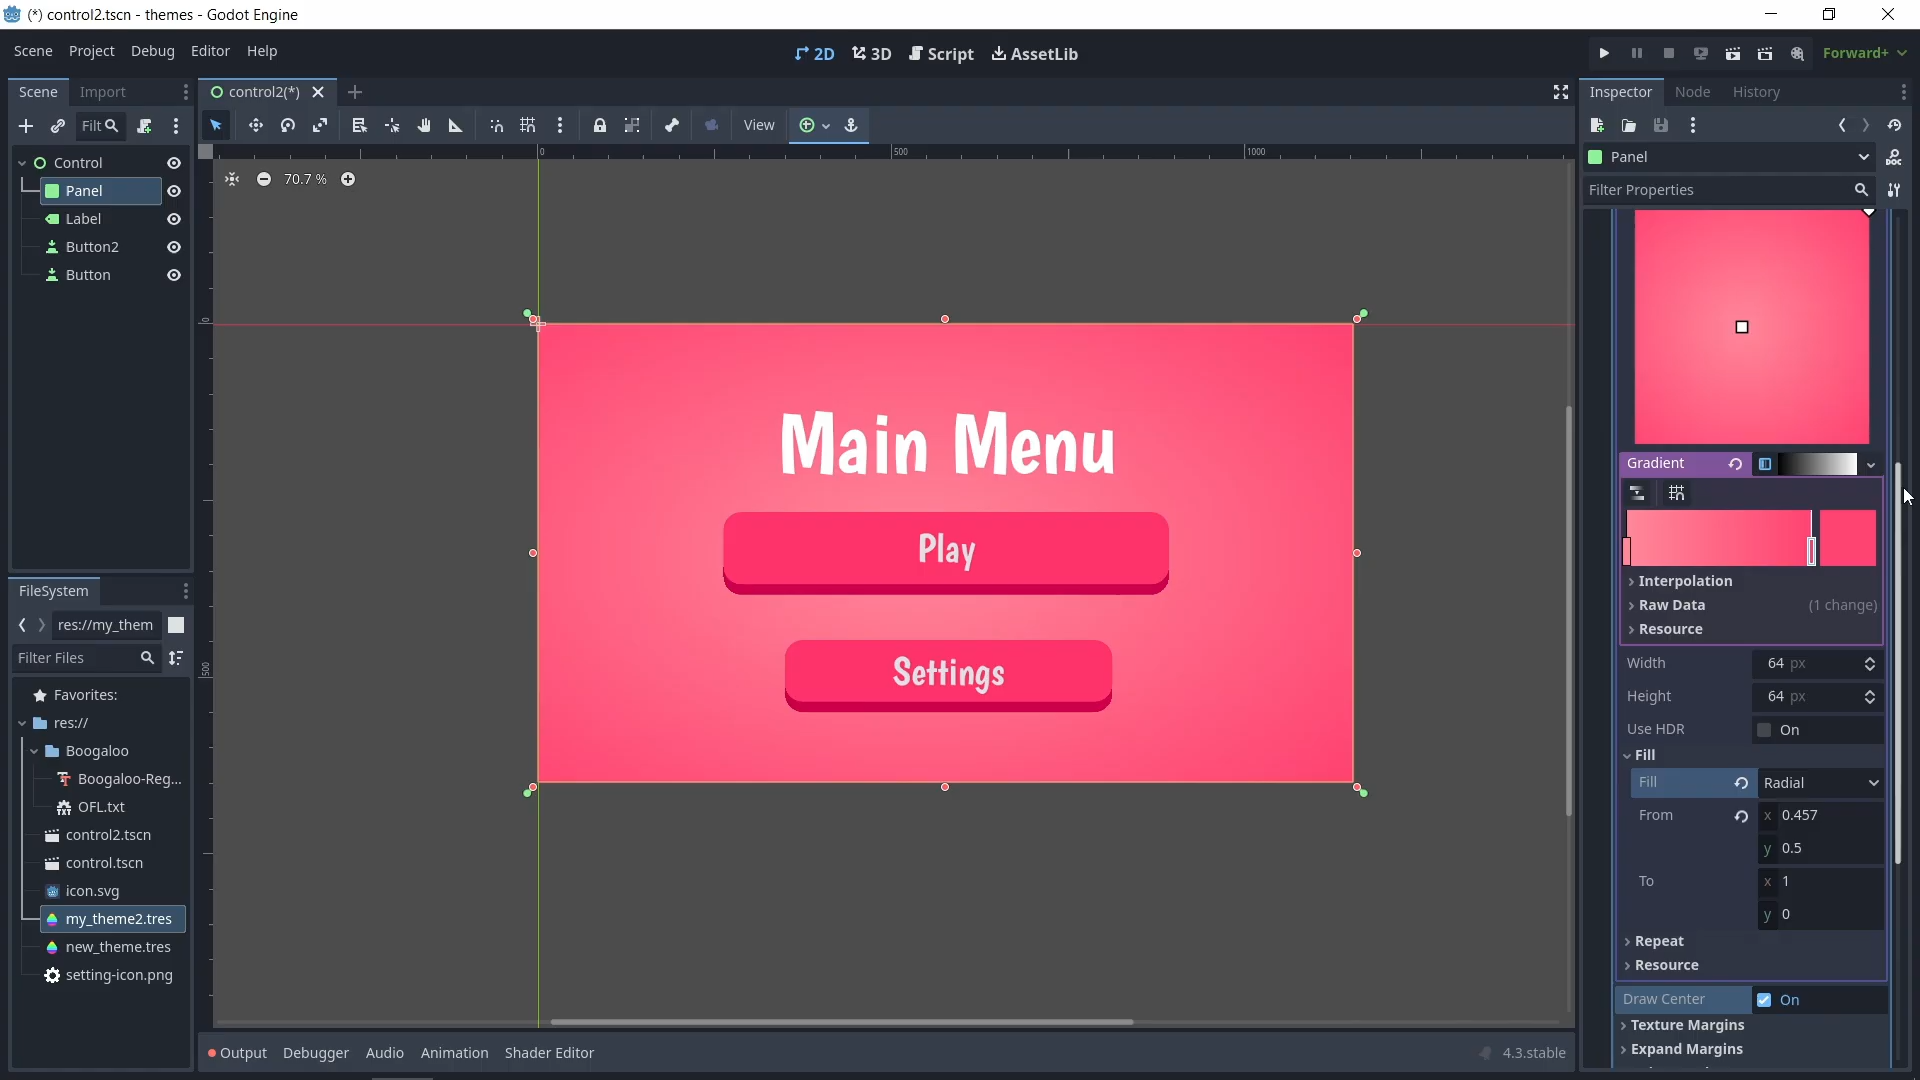 (*) control2.tscn - themes - Godot Engine
Scene Project Debug Editor Help
2D 3D Script AssetLib
Forward+
Scene Import
control2(*)
Inspector Node History
Filt
View
Panel
Filter Properties
Control
Panel
Label
Button2
Button
0 500 1000
70.7 %
0
500
Main Menu
Play
Settings
Gradient
Interpolation
Raw Data (1 change)
Resource
Width 64 px
Height 64 px
Use HDR On
Fill
Fill Radial
From x 0.457
y 0.5
To x 1
y 0
Repeat
Resource
Draw Center On
Texture Margins
Expand Margins
FileSystem
res://my_them
Filter Files
Favorites:
res://
Boogaloo
Boogaloo-Reg...
OFL.txt
control2.tscn
control.tscn
icon.svg
my_theme2.tres
new_theme.tres
setting-icon.png
Output Debugger Audio Animation Shader Editor
4.3.stable